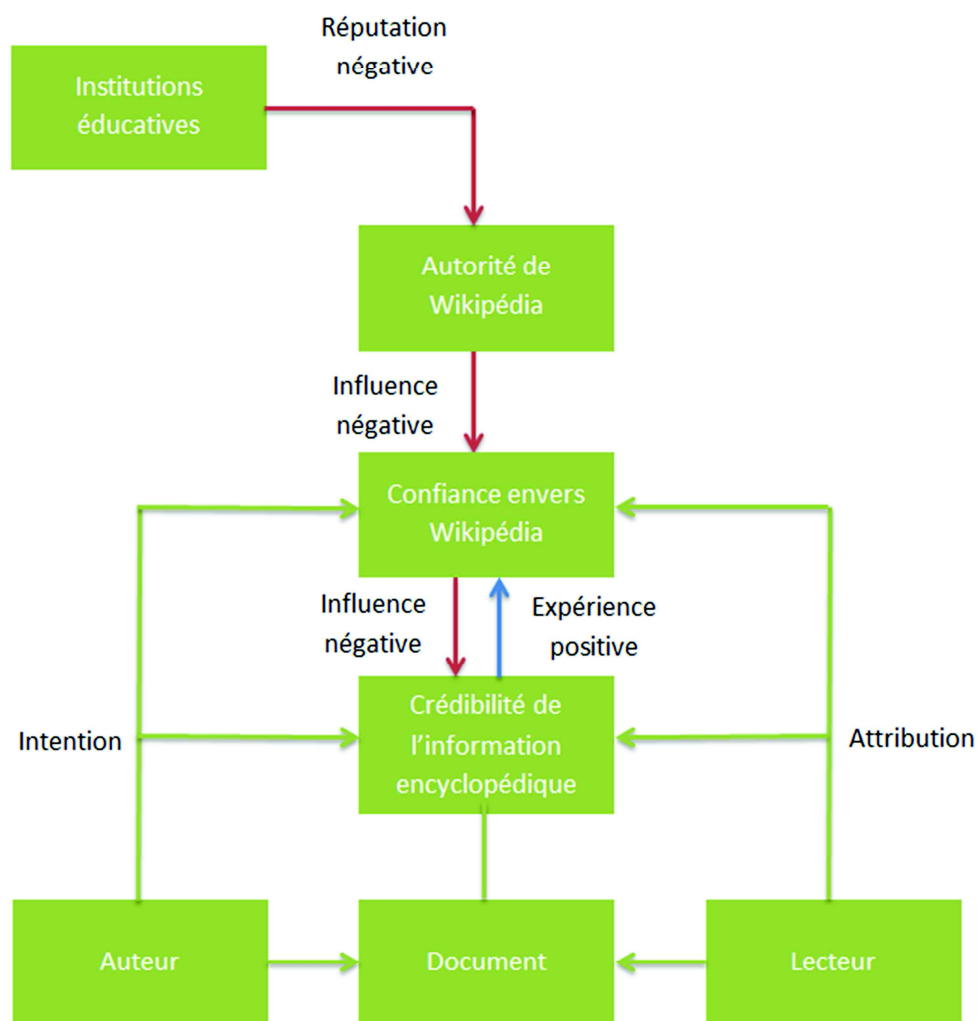 Réputation
négative
Institutions
éducatives
Autorité de
Wikipédia
Influence
négative
Confiance envers
Wikipédia
Influence
négative
Expérience
positive
Crédibilité de
l'information
encyclopédique
Intention
Attribution
Auteur
Document
Lecteur